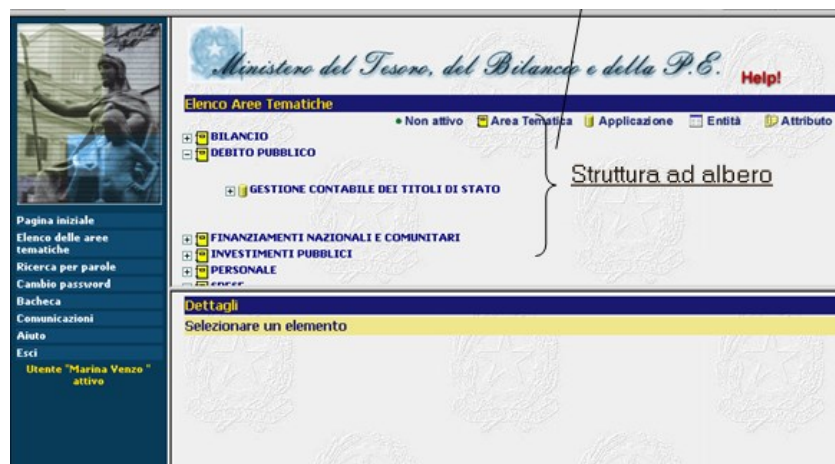 Ministero del Tesoro, del Bilancio e della P.E.
Help!
Elenco Aree Tematiche
Non attivo Area Tematica Applicazione Entità Attributo
BILANCIO
DEBITO PUBBLICO
GESTIONE CONTABILE DEI TITOLI DI STATO
Struttura ad albero
FINANZIAMENTI NAZIONALI E COMUNITARI
INVESTIMENTI PUBBLICI
PERSONALE
SPESE
Pagina iniziale
Elenco delle aree
tematiche
Ricerca per parole
Cambio password
Bacheca
Comunicazioni
Aiuto
Esci
Utente "Marina Venzo "
attivo
Dettagli
Selezionare un elemento